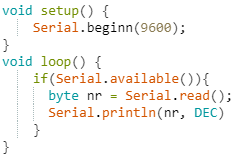 void setup() {
Serial.beginn(9600);
}
void loop() {
if(Serial.available()){
byte nr = Serial.read();
Serial.println(nr, DEC)
}
}